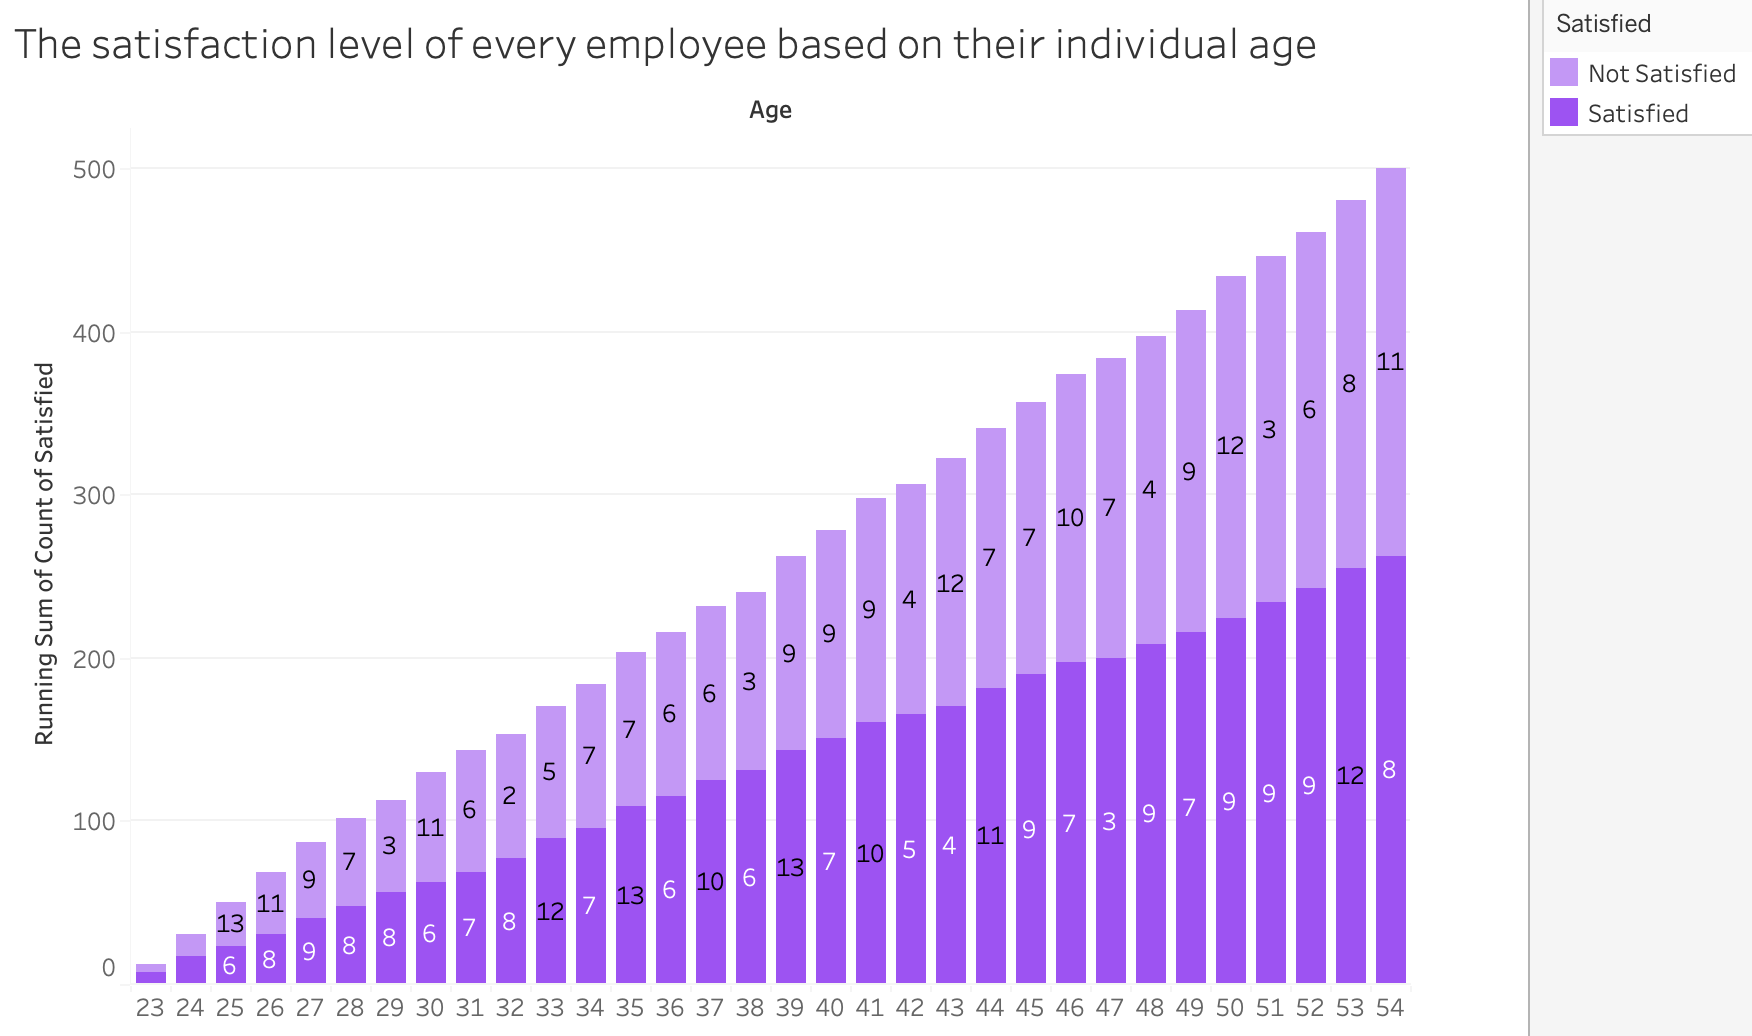 The satisfaction level of every employee based on their individual age
Satisfied
Not Satisfied
Satisfied
Age
Running Sum of Count of Satisfied
500
400
300
200
100
0
13 11 9 7 3 11 6 2 5 7 7 6 6 3 9 9 9 4 12 7 7 10 7 4 9 12 3 6 8 11
6 8 9 8 8 6 7 8 12 7 13 6 10 6 13 7 10 5 4 11 9 7 3 9 7 9 9 9 12 8
23 24 25 26 27 28 29 30 31 32 33 34 35 36 37 38 39 40 41 42 43 44 45 46 47 48 49 50 51 52 53 54